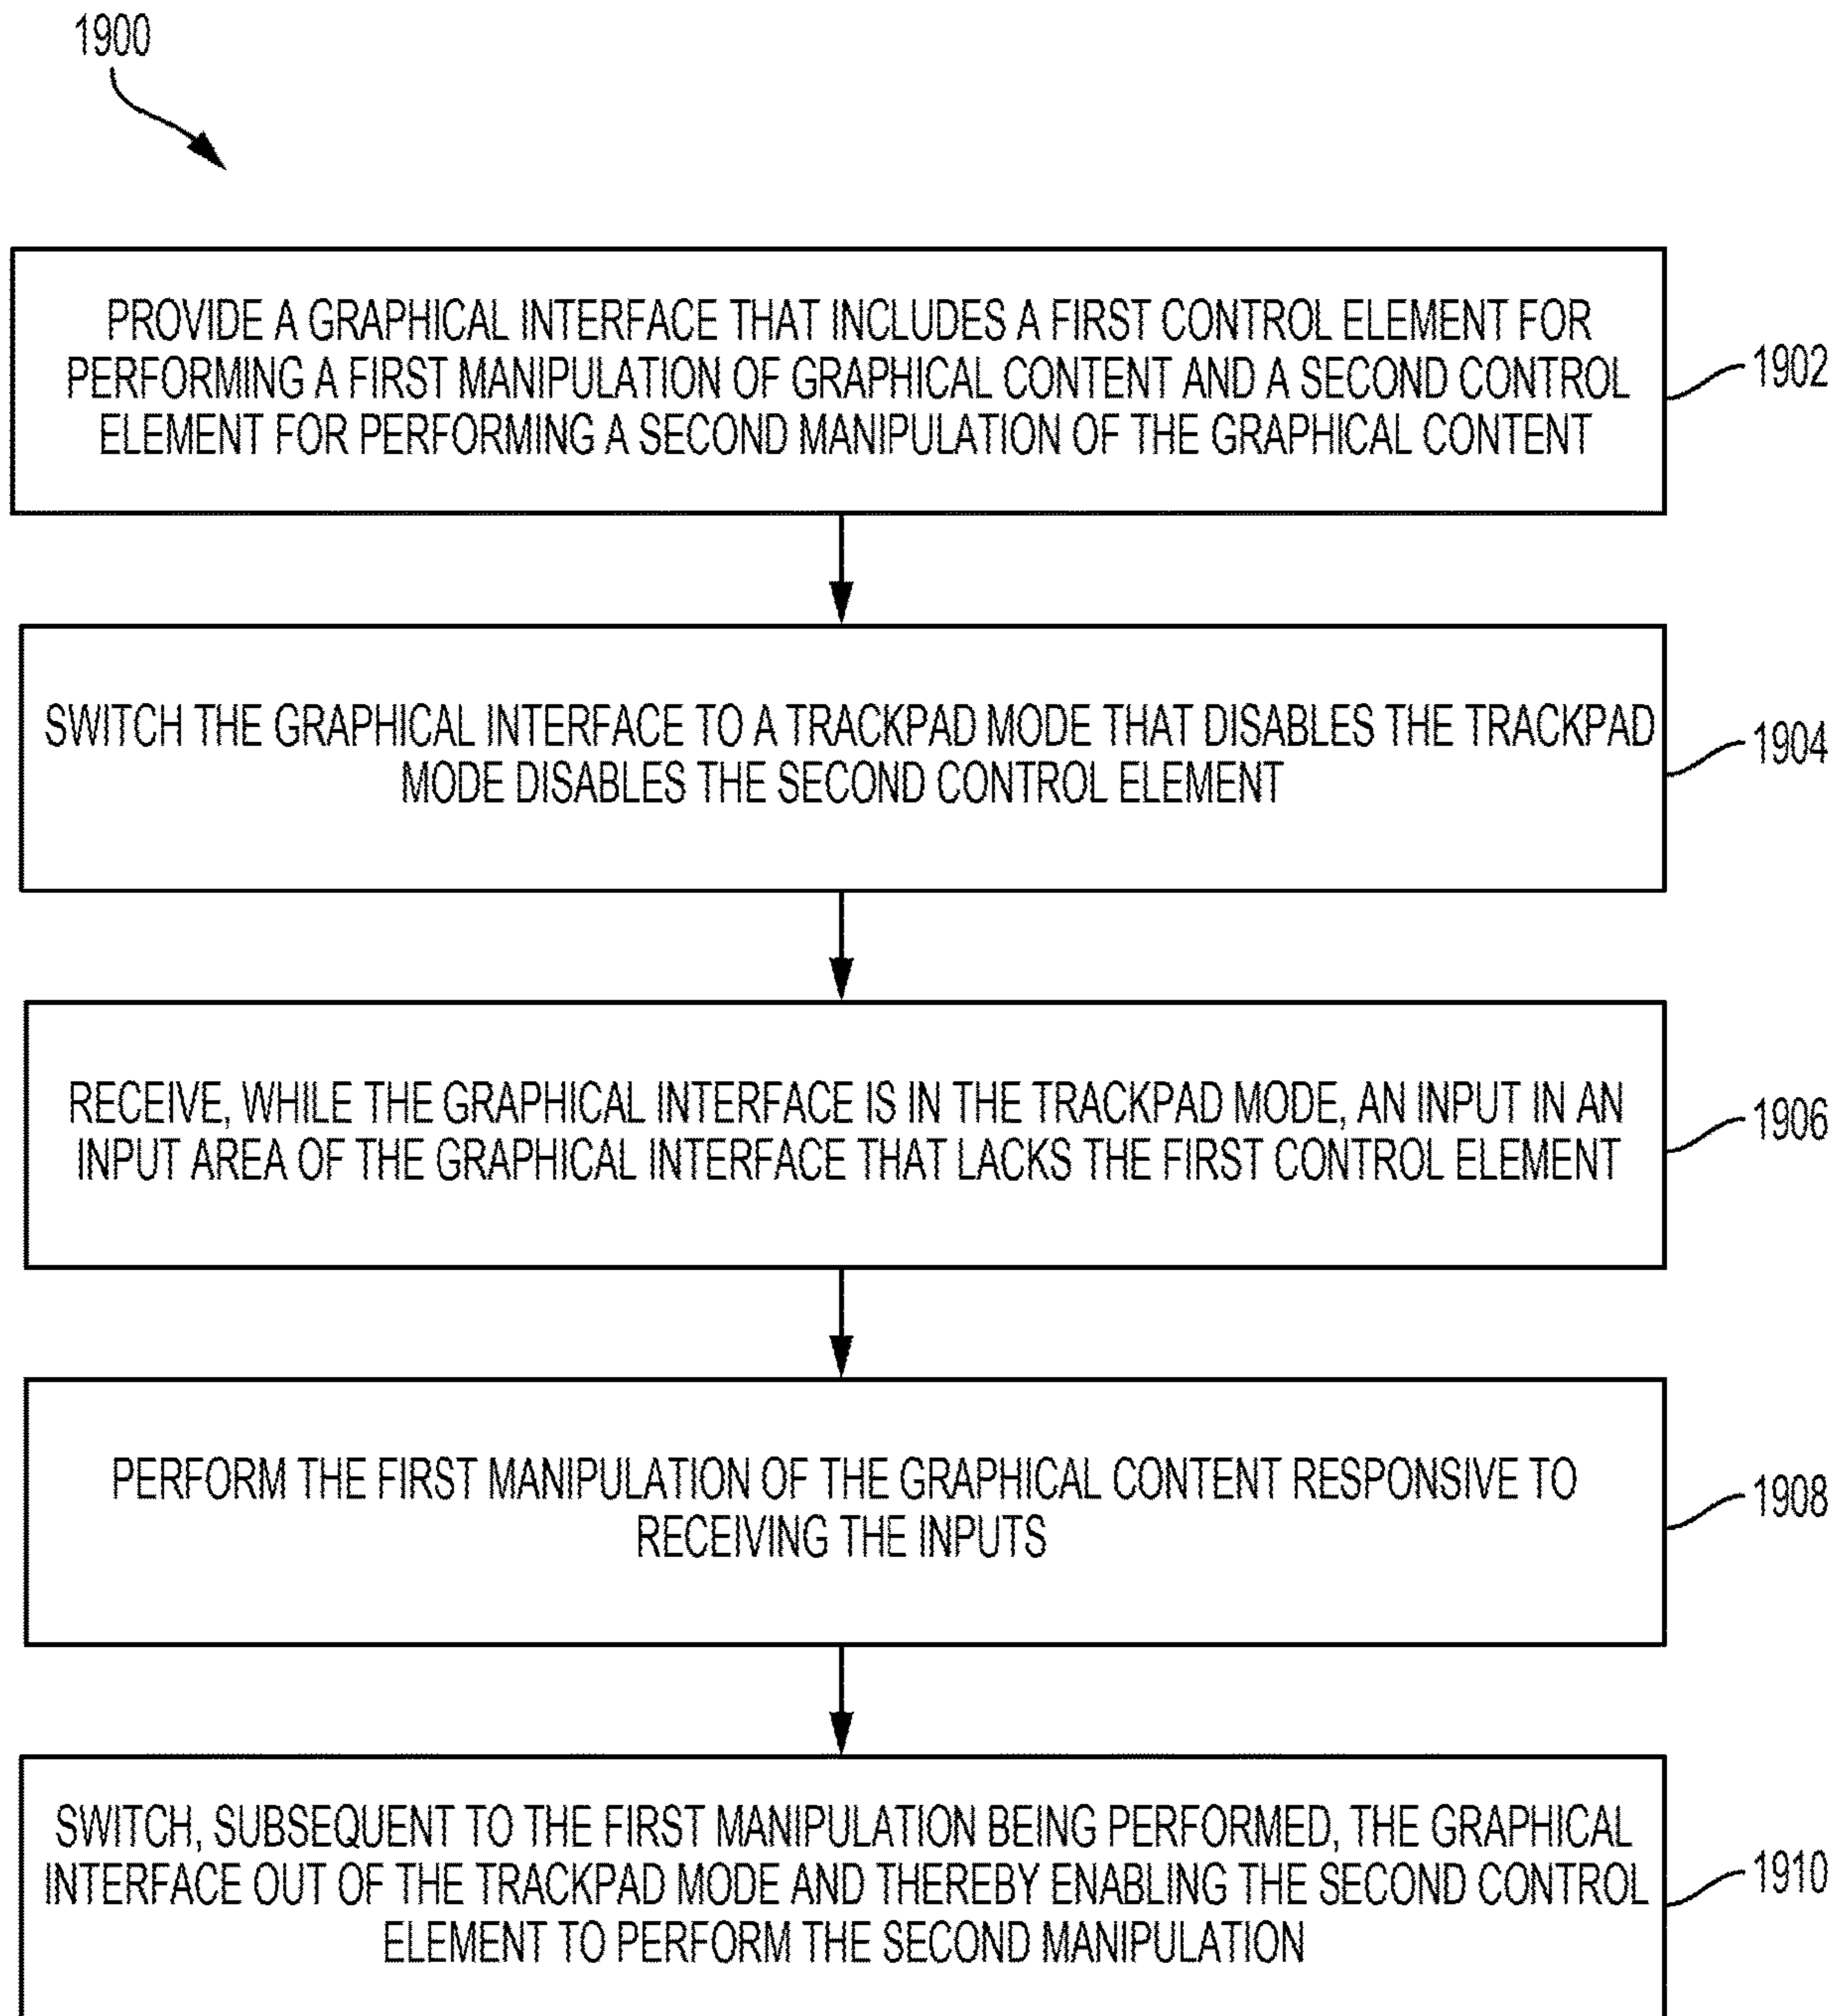 1900
PROVIDE A GRAPHICAL INTERFACE THAT INCLUDES A FIRST CONTROL ELEMENT FOR
PERFORMING A FIRST MANIPULATION OF GRAPHICAL CONTENT AND A SECOND CONTROL
ELEMENT FOR PERFORMING A SECOND MANIPULATION OF THE GRAPHICAL CONTENT
1902
SWITCH THE GRAPHICAL INTERFACE TO A TRACKPAD MODE THAT DISABLES THE TRACKPAD
MODE DISABLES THE SECOND CONTROL ELEMENT
1904
RECEIVE, WHILE THE GRAPHICAL INTERFACE IS IN THE TRACKPAD MODE, AN INPUT IN AN
INPUT AREA OF THE GRAPHICAL INTERFACE THAT LACKS THE FIRST CONTROL ELEMENT
1906
PERFORM THE FIRST MANIPULATION OF THE GRAPHICAL CONTENT RESPONSIVE TO
RECEIVING THE INPUTS
1908
SWITCH, SUBSEQUENT TO THE FIRST MANIPULATION BEING PERFORMED, THE GRAPHICAL
INTERFACE OUT OF THE TRACKPAD MODE AND THEREBY ENABLING THE SECOND CONTROL
ELEMENT TO PERFORM THE SECOND MANIPULATION
1910